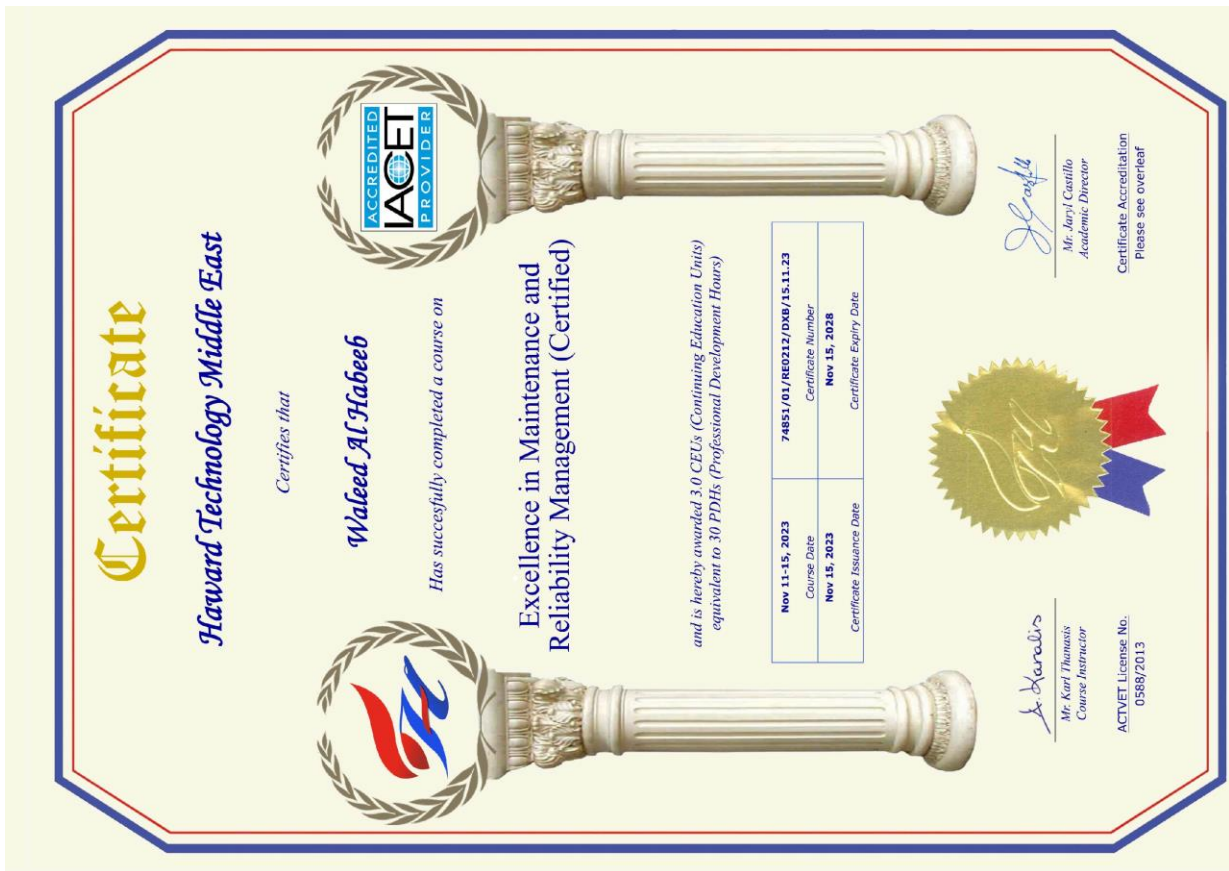 Certificate
Haward Technology Middle East
Certifies that
Waleed Al Habeeb
Has succesfully completed a course on
ACCREDITED
IACET
PROVIDER
Excellence in Maintenance and
Reliability Management (Certified)
and is hereby awarded 3.0 CEUs (Continuing Education Units)
equivalent to 30 PDHs (Professional Development Hours)
Nov 11-15, 2023
Course Date
74851/01/RE0212/DXB/15.11.23
Certificate Number
Nov 15, 2023
Certificate Issuance Date
Nov 15, 2028
Certificate Expiry Date
Mr. Karl Thanasis
Course Instructor
Mr. Jaryl Castillo
Academic Director
ACTVET License No.
0588/2013
Certificate Accreditation
Please see overleaf